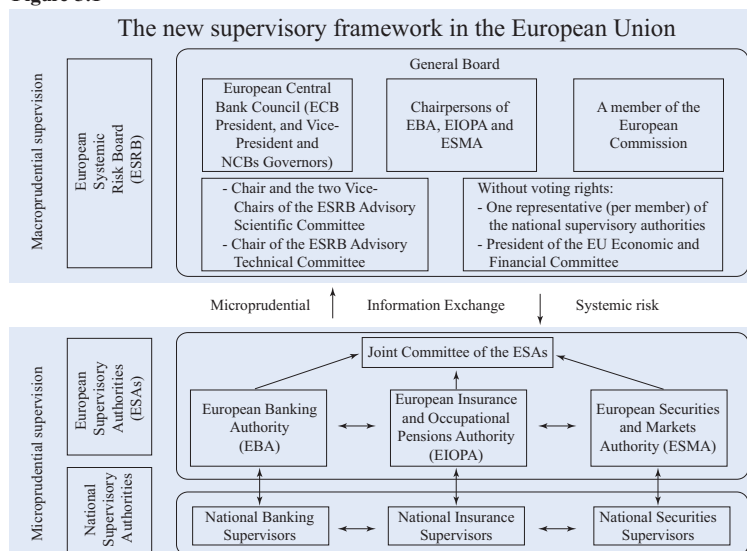 The new supervisory framework in the European Union
Macroprudential supervision
European
Systemic
Risk Board
(ESRB)
General Board
European Central
Bank Council (ECB
President, and Vice-
President and
NCBs Governors)
Chairpersons of
EBA, EIOPA and
ESMA
A member of the
European
Commission
- Chair and the two Vice-
Chairs of the ESRB Advisory
Scientific Committee
- Chair of the ESRB Advisory
Technical Committee
Without voting rights:
- One representative (per member) of
the national supervisory authorities
- President of the EU Economic and
Financial Committee
Microprudential
Information Exchange
Systemic risk
Microprudential supervision
European
Supervisory
Authorities
(ESAs)
Joint Committee of the ESAs
European Banking
Authority
(EBA)
European Insurance
and Occupational
Pensions Authority
(EIOPA)
European Securities
and Markets
Authority (ESMA)
National
Supervisory
Authorities
National Banking
Supervisors
National Insurance
Supervisors
National Securities
Supervisors